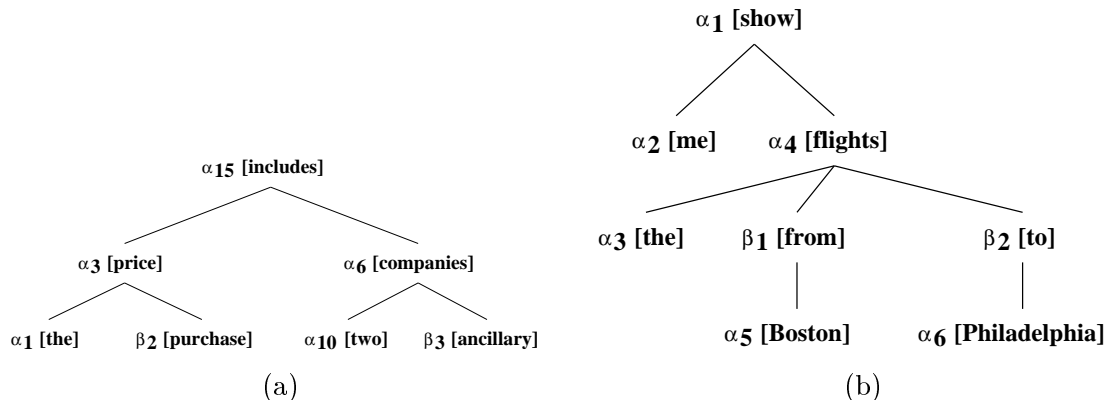 α15 [includes]
α3 [price] α6 [companies]
α1 [the] β2 [purchase] α10 [two] β3 [ancillary]
(a)
α1 [show]
α2 [me] α4 [flights]
α3 [the] β1 [from] β2 [to]
α5 [Boston] α6 [Philadelphia]
(b)